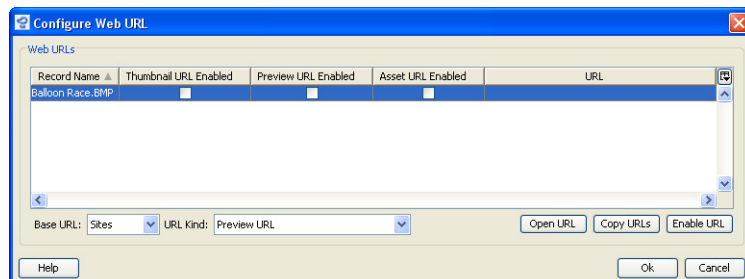 Configure Web URL
Web URLs
Record Name Thumbnail URL Enabled Preview URL Enabled Asset URL Enabled URL
Balloon Race.BMP
Base URL: Sites URL Kind: Preview URL Open URL Copy URLs Enable URL
Help Ok Cancel